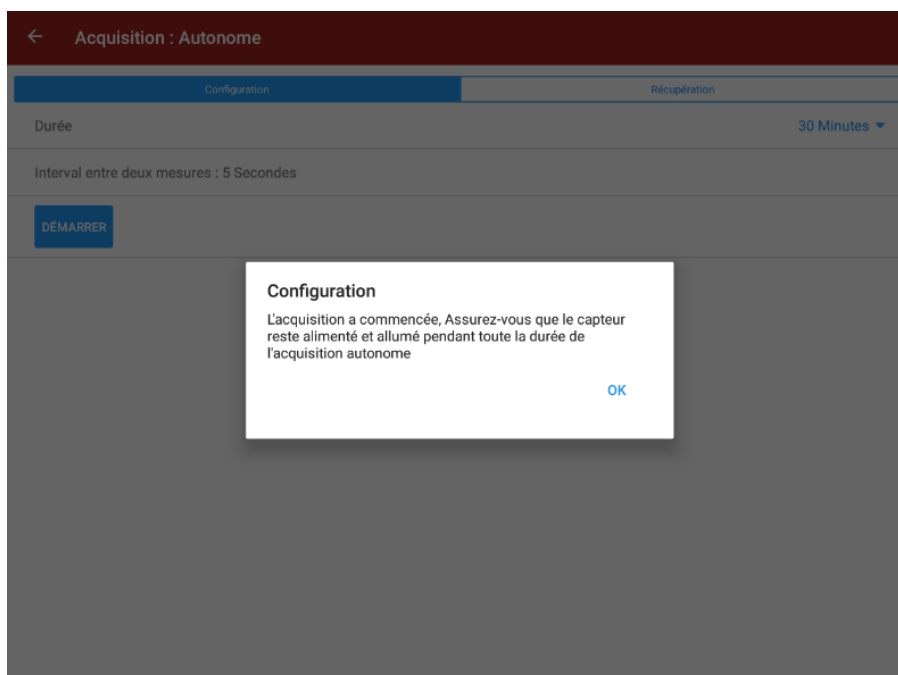 Acquisition : Autonome
Configuration
Récupération
Durée
30 Minutes
Interval entre deux mesures : 5 Secondes
DÉMARRER
Configuration
L'acquisition a commencée, Assurez-vous que le capteur
reste alimenté et allumé pendant toute la durée de
l'acquisition autonome
OK